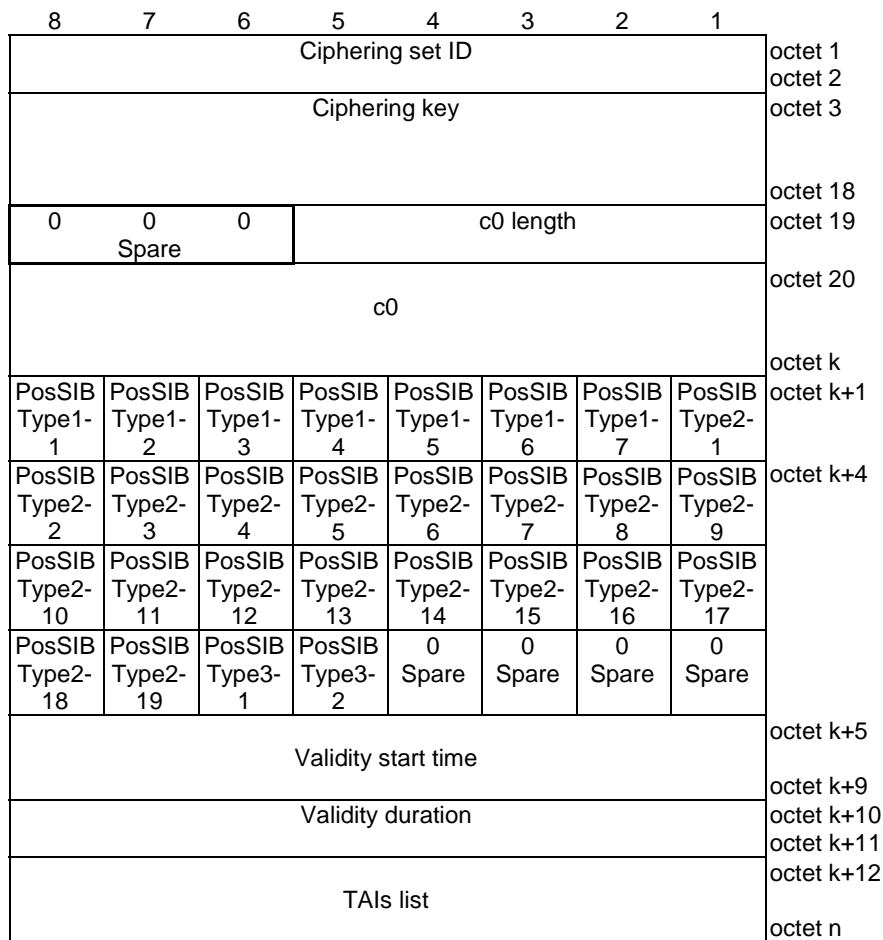 8 7 6 5 4 3 2 1
Ciphering set ID octet 1
octet 2
Ciphering key octet 3
octet 18
0 0 0 c0 length octet 19
Spare
octet 20
c0
octet k
PosSIB PosSIB PosSIB PosSIB PosSIB PosSIB PosSIB PosSIB octet k+1
Type1- Type1- Type1- Type1- Type1- Type1- Type1- Type2-
1 2 3 4 5 6 7 1
PosSIB PosSIB PosSIB PosSIB PosSIB PosSIB PosSIB PosSIB octet k+4
Type2- Type2- Type2- Type2- Type2- Type2- Type2- Type2-
2 3 4 5 6 7 8 9
PosSIB PosSIB PosSIB PosSIB PosSIB PosSIB PosSIB PosSIB
Type2- Type2- Type2- Type2- Type2- Type2- Type2- Type2-
10 11 12 13 14 15 16 17
PosSIB PosSIB PosSIB PosSIB 0 0 0 0
Type2- Type2- Type3- Type3- Spare Spare Spare Spare
18 19 1 2
octet k+5
Validity start time
octet k+9
Validity duration octet k+10
octet k+11
octet k+12
TAIs list
octet n